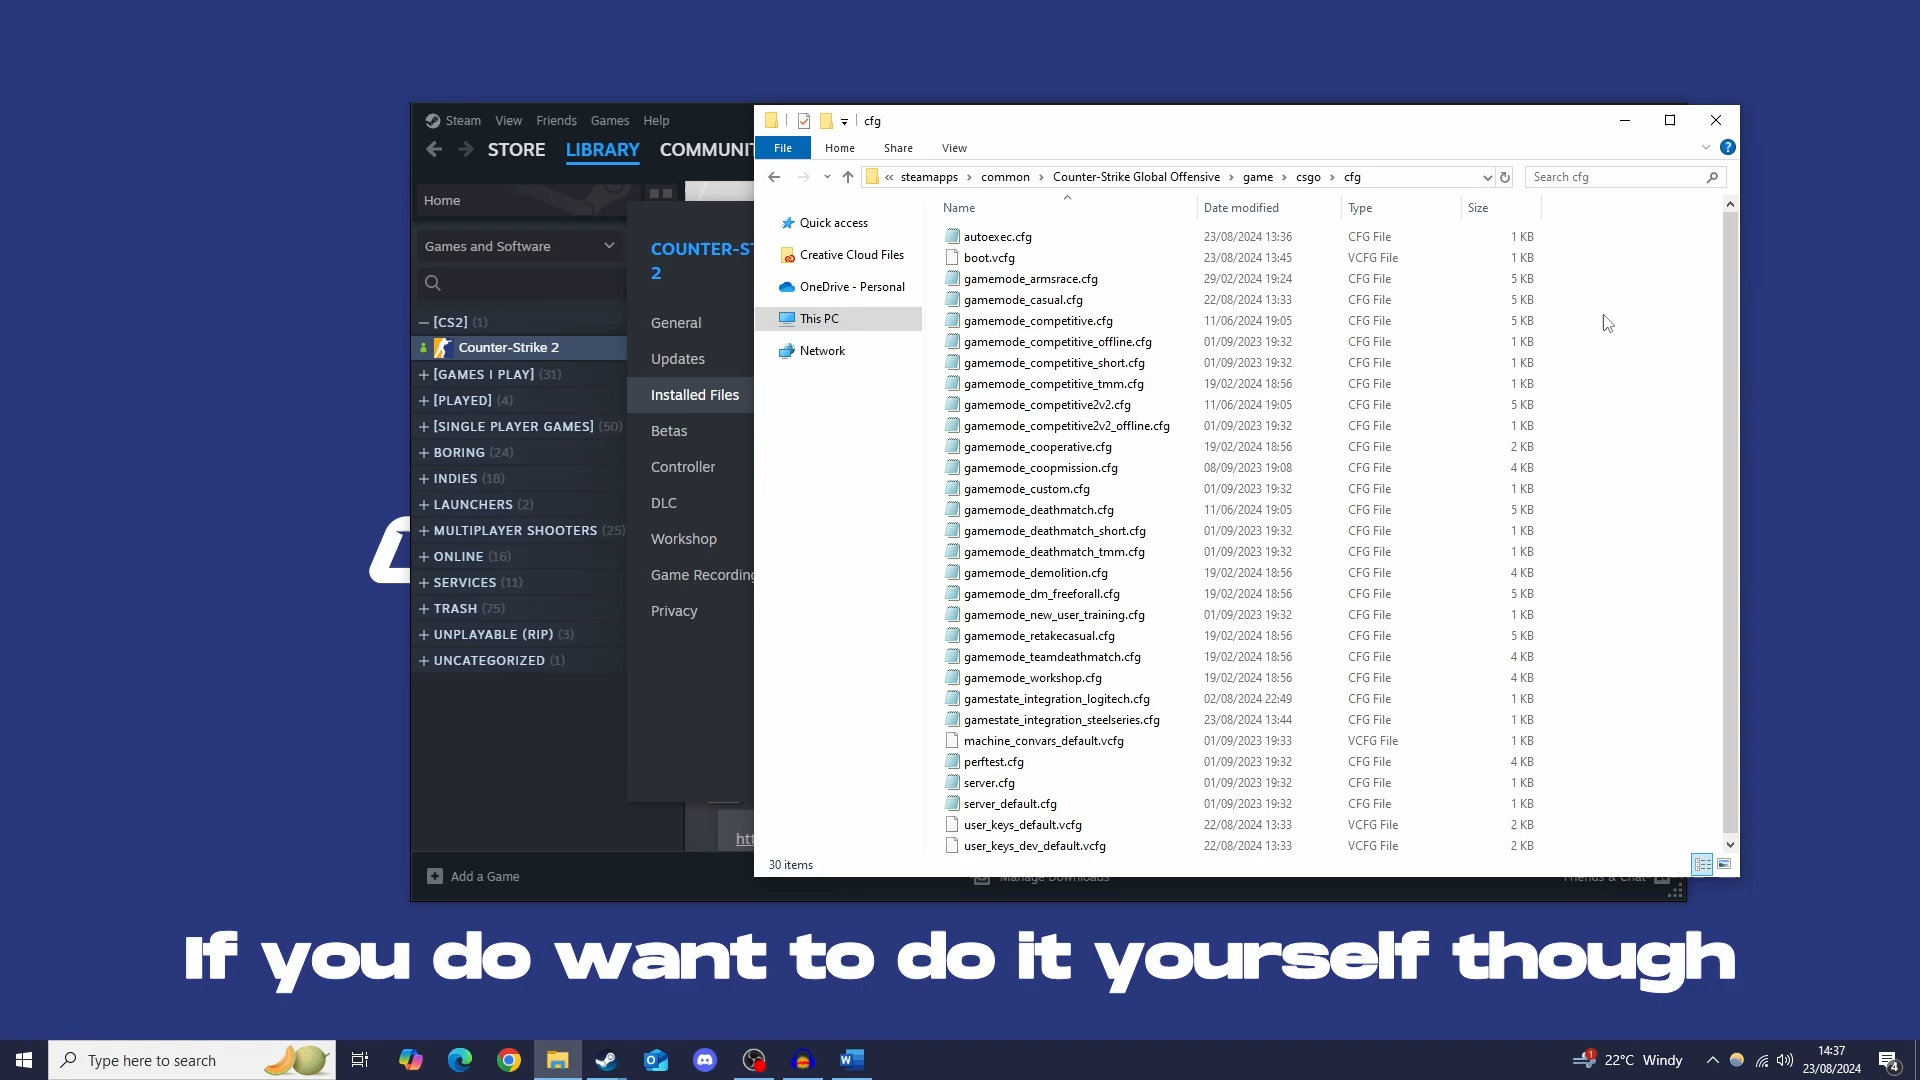 Steam View Friends Games Help
STORE LIBRARY COMMUNIT
Home
Games and Software
[CS2] (1)
Counter-Strike 2
[GAMES I PLAY] (31)
[PLAYED] (4)
[SINGLE PLAYER GAMES] (50)
BORING (24)
INDIES (18)
LAUNCHERS (2)
MULTIPLAYER SHOOTERS (25)
ONLINE (16)
SERVICES (11)
TRASH (75)
UNPLAYABLE (RIP) (3)
UNCATEGORIZED (1)
Add a Game
COUNTER-ST
2
General
Updates
Installed Files
Betas
Controller
DLC
Workshop
Game Recording
Privacy
htt
cfg
File Home Share View
« steamapps › common › Counter-Strike Global Offensive › game › csgo › cfg
Search cfg
Quick access
Creative Cloud Files
OneDrive - Personal
This PC
Network
Name Date modified Type Size
autoexec.cfg 23/08/2024 13:36 CFG File 1 KB
boot.vcfg 23/08/2024 13:45 VCFG File 1 KB
gamemode_armsrace.cfg 29/02/2024 19:24 CFG File 5 KB
gamemode_casual.cfg 22/08/2024 13:33 CFG File 5 KB
gamemode_competitive.cfg 11/06/2024 19:05 CFG File 5 KB
gamemode_competitive_offline.cfg 01/09/2023 19:32 CFG File 1 KB
gamemode_competitive_short.cfg 01/09/2023 19:32 CFG File 1 KB
gamemode_competitive_tmm.cfg 19/02/2024 18:56 CFG File 1 KB
gamemode_competitive2v2.cfg 11/06/2024 19:05 CFG File 5 KB
gamemode_competitive2v2_offline.cfg 01/09/2023 19:32 CFG File 1 KB
gamemode_cooperative.cfg 19/02/2024 18:56 CFG File 2 KB
gamemode_coopmission.cfg 08/09/2023 19:08 CFG File 4 KB
gamemode_custom.cfg 01/09/2023 19:32 CFG File 1 KB
gamemode_deathmatch.cfg 11/06/2024 19:05 CFG File 5 KB
gamemode_deathmatch_short.cfg 01/09/2023 19:32 CFG File 1 KB
gamemode_deathmatch_tmm.cfg 01/09/2023 19:32 CFG File 1 KB
gamemode_demolition.cfg 19/02/2024 18:56 CFG File 4 KB
gamemode_dm_freeforall.cfg 19/02/2024 18:56 CFG File 5 KB
gamemode_new_user_training.cfg 01/09/2023 19:32 CFG File 1 KB
gamemode_retakecasual.cfg 19/02/2024 18:56 CFG File 5 KB
gamemode_teamdeathmatch.cfg 19/02/2024 18:56 CFG File 4 KB
gamemode_workshop.cfg 19/02/2024 18:56 CFG File 4 KB
gamestate_integration_logitech.cfg 02/08/2024 22:49 CFG File 1 KB
gamestate_integration_steelseries.cfg 23/08/2024 13:44 CFG File 1 KB
machine_convars_default.vcfg 01/09/2023 19:33 VCFG File 1 KB
perftest.cfg 01/09/2023 19:32 CFG File 4 KB
server.cfg 01/09/2023 19:32 CFG File 1 KB
server_default.cfg 01/09/2023 19:32 CFG File 1 KB
user_keys_default.vcfg 22/08/2024 13:33 VCFG File 2 KB
user_keys_dev_default.vcfg 22/08/2024 13:33 VCFG File 2 KB
30 items
Manage Downloads
Friends & Chat
If you do want to do it yourself though
Type here to search
1
22°C Windy
14:37
23/08/2024
4